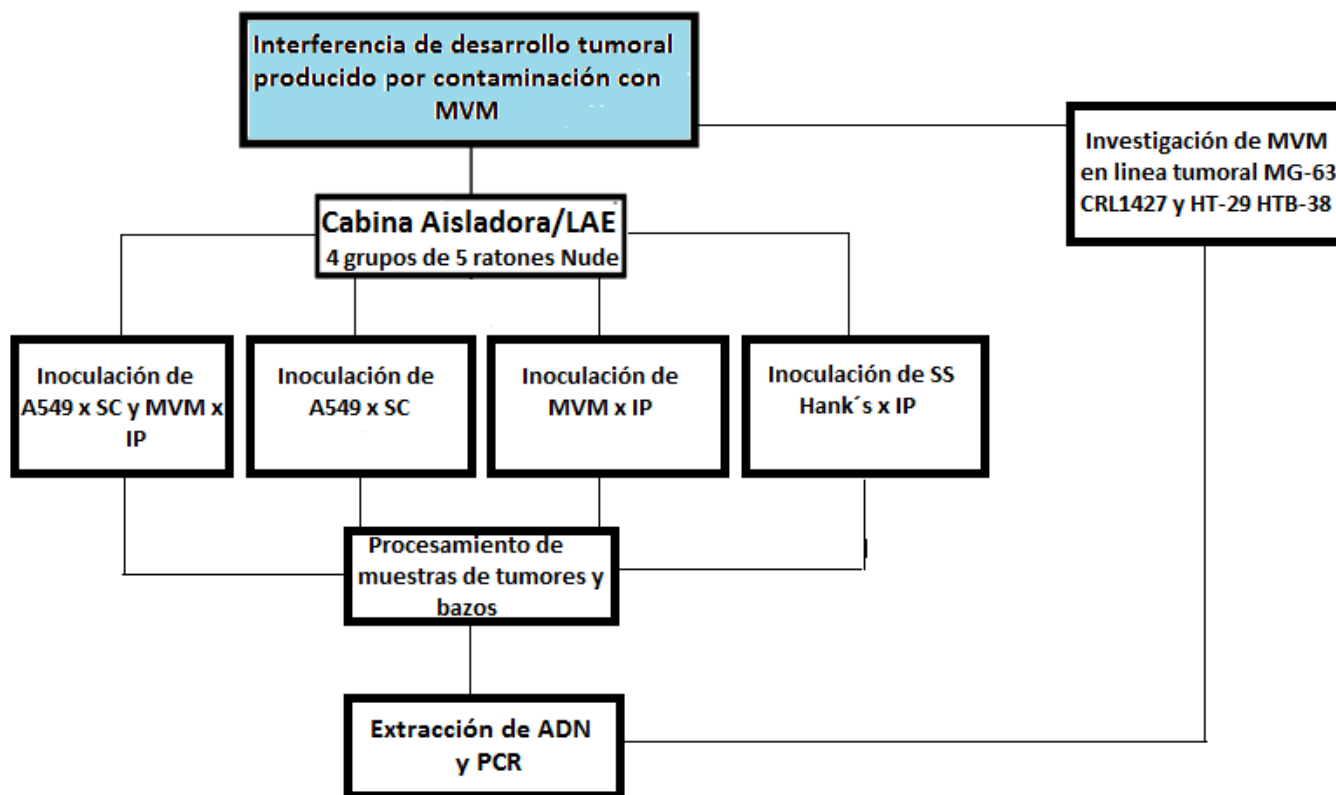 Interferencia de desarrollo tumoral
producido por contaminación con
MVM
Investigación de MVM
en linea tumoral MG-63
CRL1427 y HT-29 HTB-38
Cabina Aisladora/LAE
4 grupos de 5 ratones Nude
Inoculación de
A549 x SC y MVM x
IP
Inoculación de
A549 x SC
Inoculación de
MVM x IP
Inoculación de SS
Hank´s x IP
Procesamiento de
muestras de tumores y
bazos
Extracción de ADN
y PCR